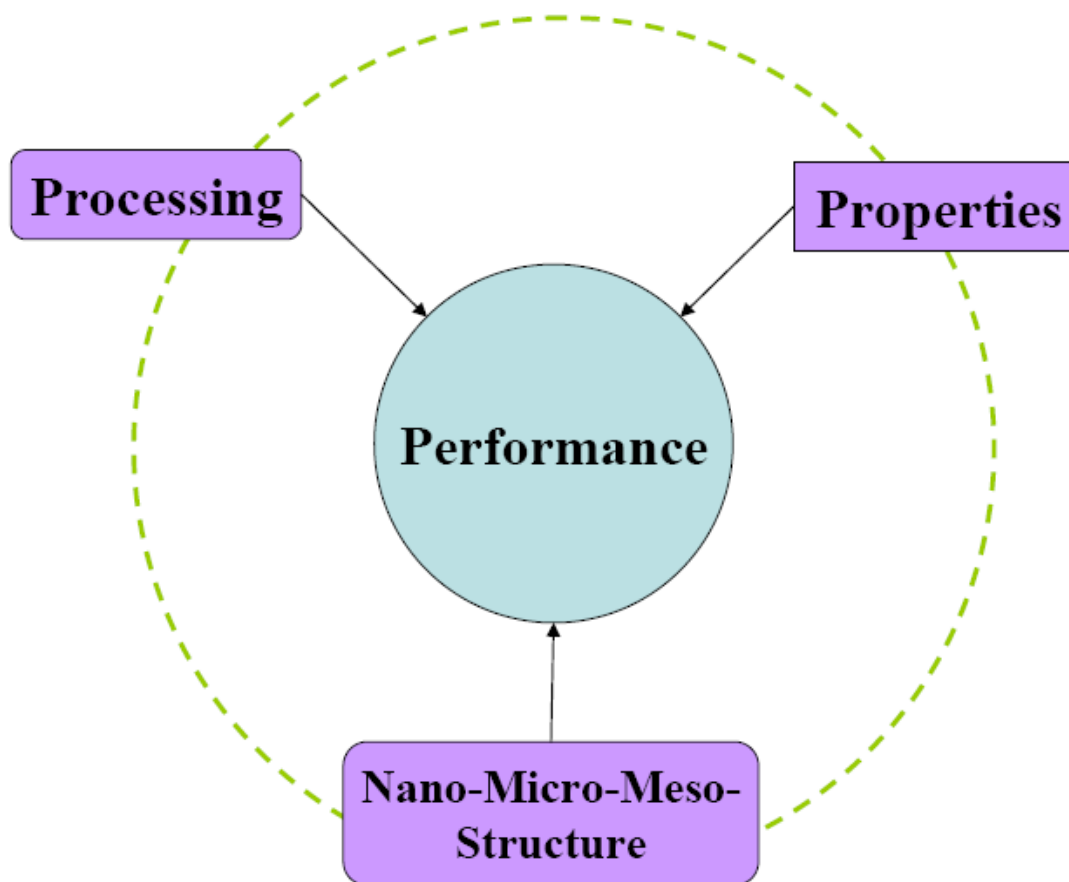 Processing
Properties
Performance
Nano-Micro-Meso-
Structure